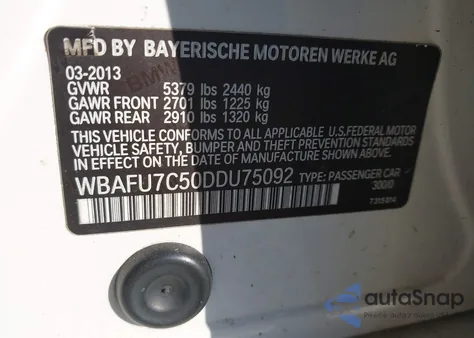 MFD BY BAYERISCHE MOTOREN WERKE AG
03-2013
GVWR 5379 lbs 2440 kg
GAWR FRONT 2701 lbs 1225 kg
GAWR REAR 2910 lbs 1320 kg
THIS VEHICLE CONFORMS TO ALL APPLICABLE U.S. FEDERAL MOTOR
VEHICLE SAFETY, BUMPER AND THEFT PREVENTION STANDARDS
IN EFFECT ON THE DATE OF MANUFACTURE SHOWN ABOVE.
WBAFU7C50DDU75092 TYPE: PASSENGER CAR
300/0
autoSnap